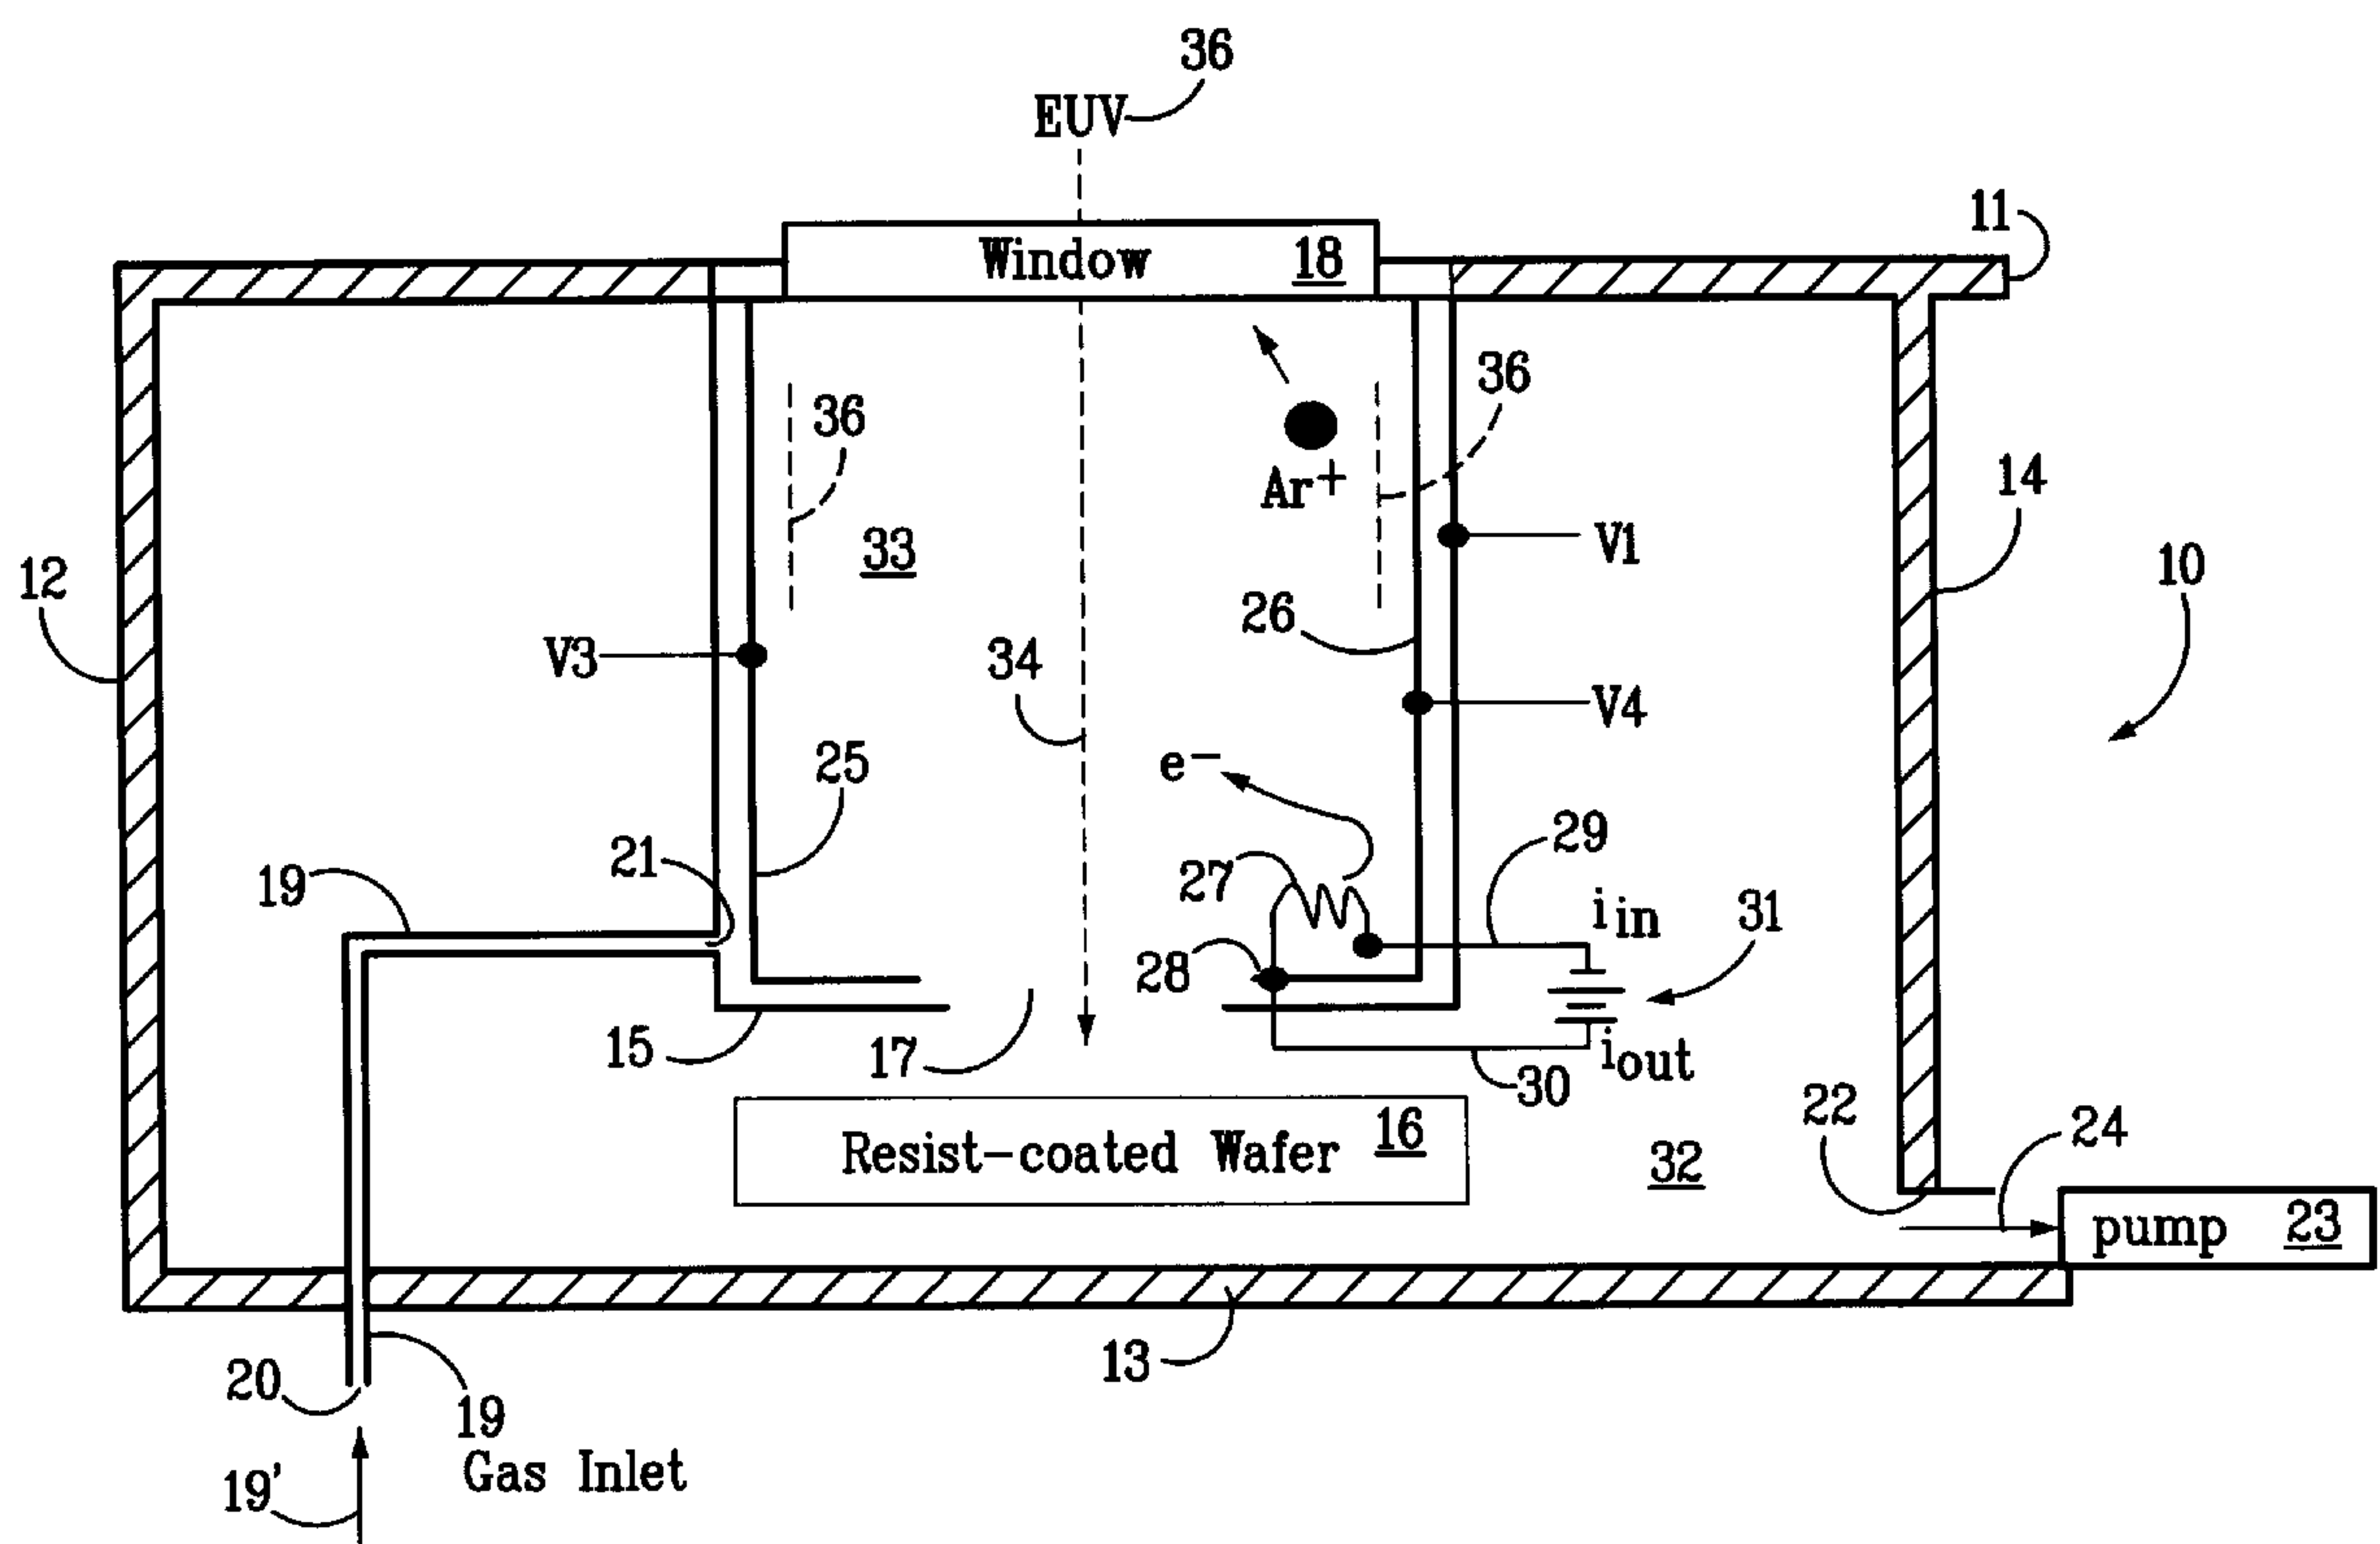 36
EUV
11
Window 18
36
36
Ar+
14
V1
33
10
12
26
V3
34
V4
e−
25
29
21
27
19
i in
31
28
15
17
i out
30
22
24
16
Resist-coated Wafer
32
pump 23
13
20
19
Gas Inlet
19'